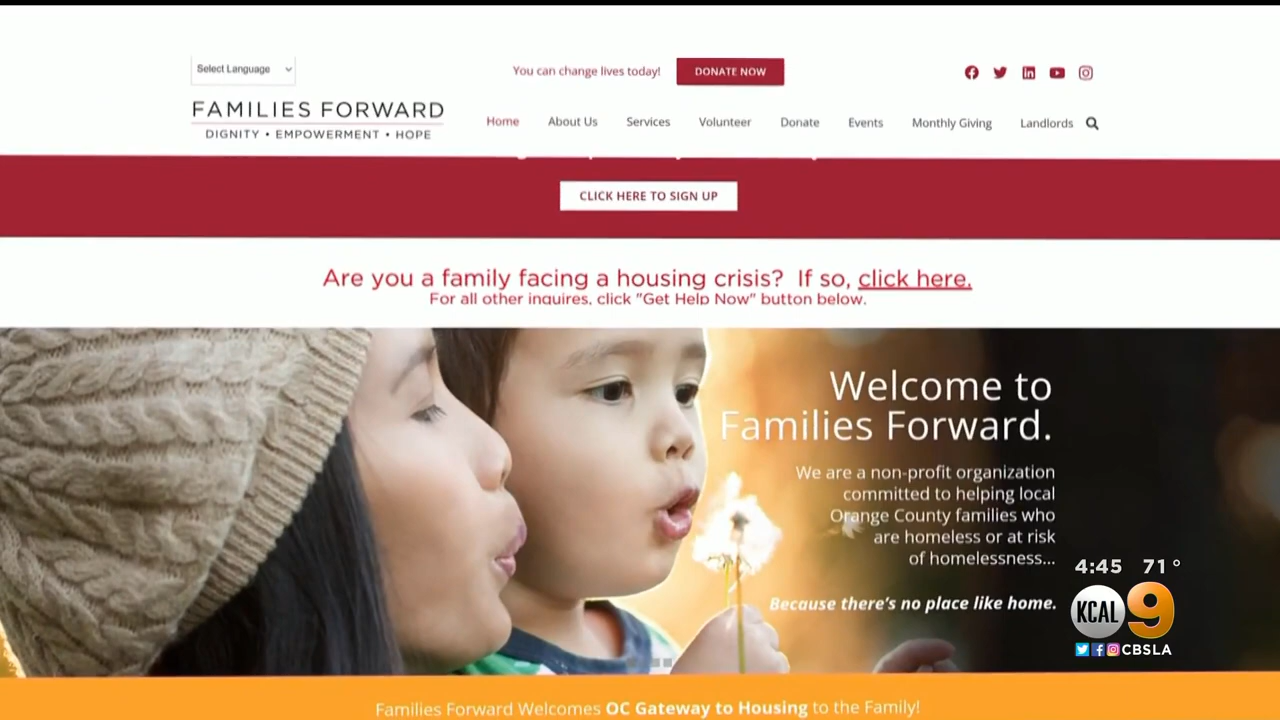 Select Language
You can change lives today!
DONATE NOW
FAMILIES FORWARD
DIGNITY • EMPOWERMENT • HOPE
Home About Us Services Volunteer Donate Events Monthly Giving Landlords
CLICK HERE TO SIGN UP
Are you a family facing a housing crisis? If so, click here.
For all other inquires, click "Get Help Now" button below.
Welcome to
Families Forward.
We are a non-profit organization
committed to helping local
Orange County families who
are homeless or at risk
of homelessness...
Because there's no place like home.
4:45 71°
KCAL 9
CBSLA
Families Forward Welcomes OC Gateway to Housing to the Family!